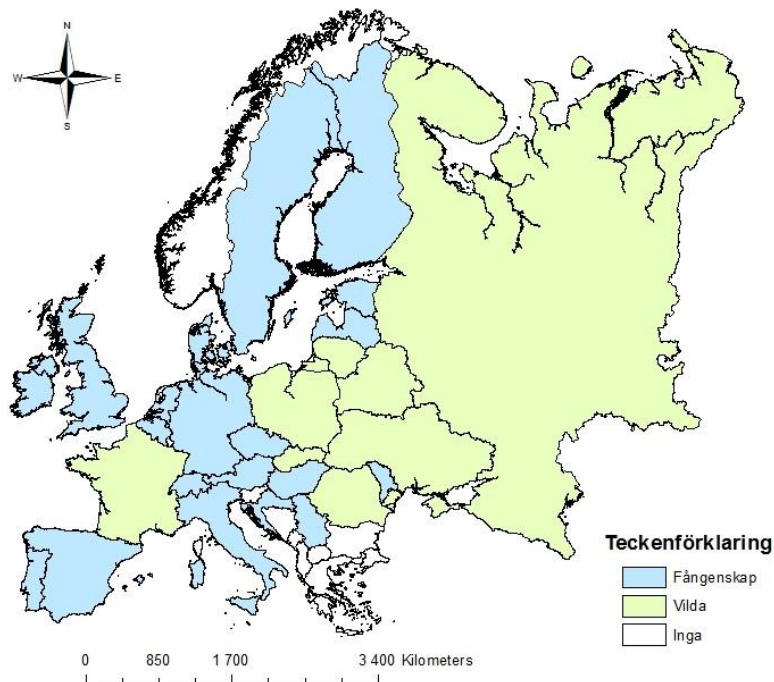 N
W E
S
Teckenförklaring
Fångenskap
Vilda
Inga
0 850 1 700 3 400 Kilometers